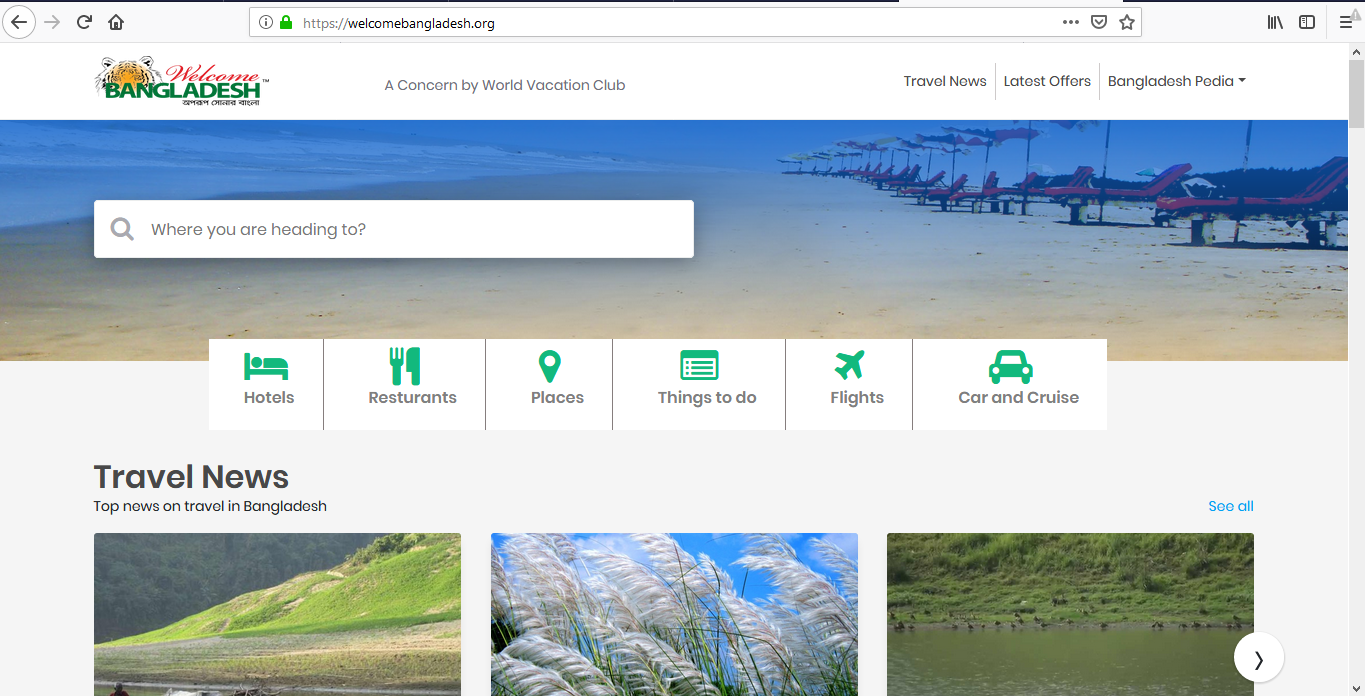 https://welcomebangladesh.org
Welcome
BANGLADESH™
অপরূপ সোনার বাংলা
A Concern by World Vacation Club
Travel News
Latest Offers
Bangladesh Pedia
Where you are heading to?
Hotels
Resturants
Places
Things to do
Flights
Car and Cruise
Travel News
Top news on travel in Bangladesh
See all